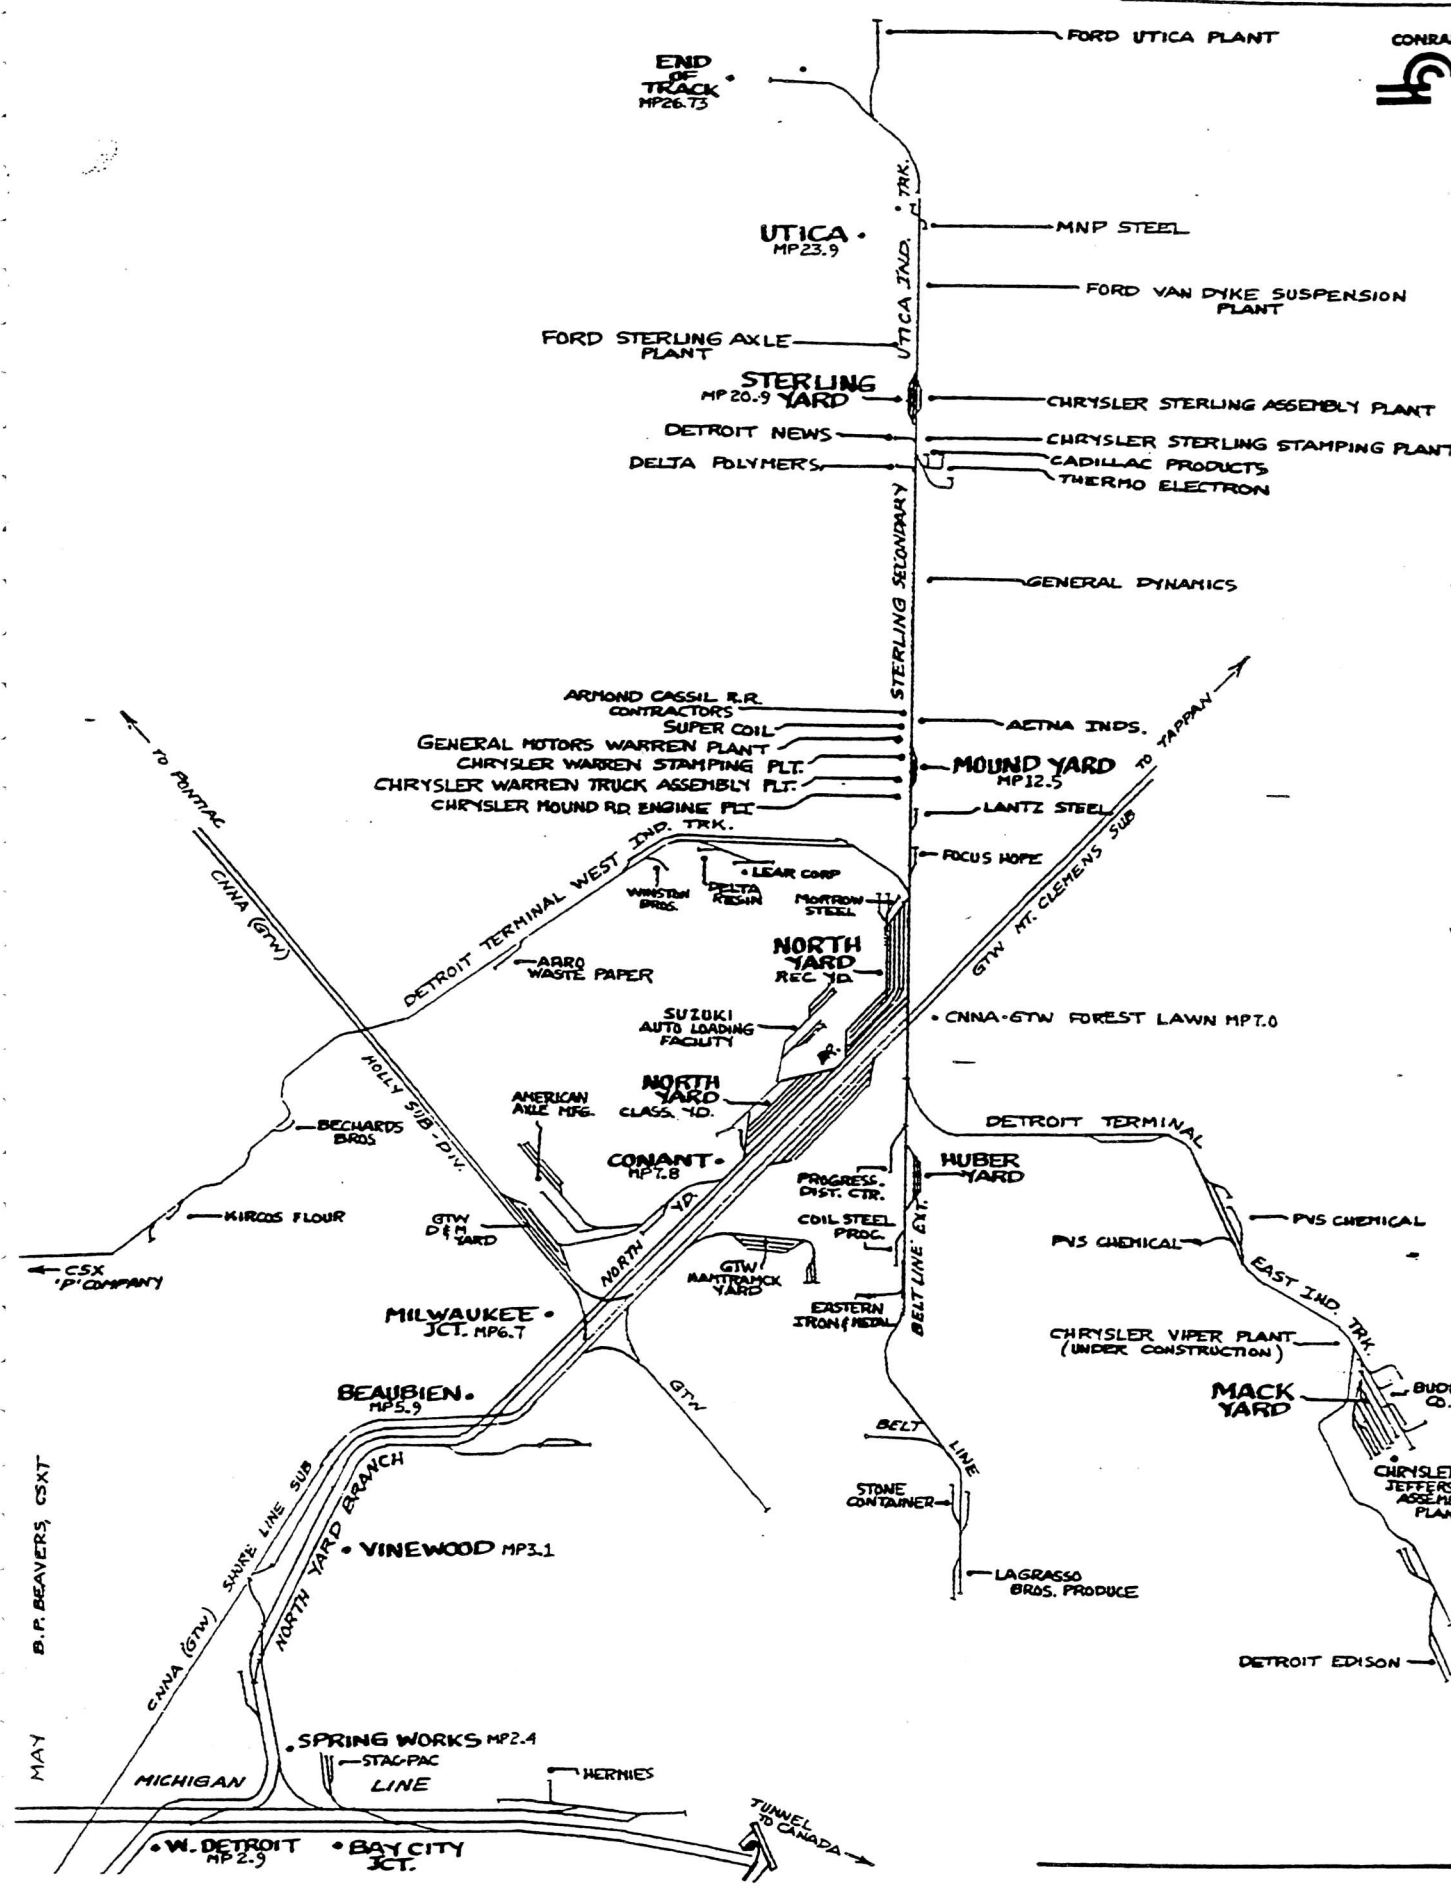 FORD UTICA PLANT
END
OF
TRACK
MP26.73
UTICA IND. TRK.
UTICA
MP23.9
MNP STEEL
FORD VAN DYKE SUSPENSION
PLANT
FORD STERLING AXLE
PLANT
STERLING
MP 20.9 YARD
CHRYSLER STERLING ASSEMBLY PLANT
DETROIT NEWS
CHRYSLER STERLING STAMPING PLANT
DELTA POLYMERS
CADILLAC PRODUCTS
THERMO ELECTRON
STERLING SECONDARY
GENERAL DYNAMICS
ARMOND CASSIL R.R.
CONTRACTORS
SUPER COIL
GENERAL MOTORS WARREN PLANT
CHRYSLER WARREN STAMPING PLT.
CHRYSLER WARREN TRUCK ASSEMBLY PLT.
CHRYSLER MOUND RD ENGINE PLT
AETNA INDS.
MOUND YARD
MP12.5
LANTZ STEEL
FOCUS HOPE
TO TAPPAN
GTW MT. CLEMENS SUB
TO PONTIAC
CNNA (GTW)
HOLLY SUB-DIV.
DETROIT TERMINAL WEST IND. TRK.
WINSTON
BROS.
DELTA
RESIN
LEAR CORP
MORROW
STEEL
NORTH
YARD
REC YD.
ARRO
WASTE PAPER
SUZUKI
AUTO LOADING
FACILITY
BR.
CNNA-GTW FOREST LAWN MP7.0
NORTH
YARD
CLASS. YD.
AMERICAN
AXLE MFG.
BECHARDS
BROS
CONANT
MP7.8
DETROIT TERMINAL
HUBER
YARD
PROGRESS.
DIST. CTR.
KIRCOS FLOUR
GTW
D&M
YARD
NORTH YD.
COIL STEEL
PROC.
BELT LINE EXT.
PVS CHEMICAL
PVS CHEMICAL
CSX
'P' COMPANY
GTW
HAMTRAMCK
YARD
EAST IND. TRK.
EASTERN
IRON & METAL
MILWAUKEE
JCT. MP6.7
CHRYSLER VIPER PLANT
(UNDER CONSTRUCTION)
BEAUBIEN
MP5.9
GTW
MACK
YARD
CO.
BELT LINE
STONE
CONTAINER
CHRYSLER
PLAN
SHORE LINE SUB
NORTH YARD BRANCH
VINEWOOD MP3.1
LAGRASSO
BROS. PRODUCE
CNNA (GTW)
DETROIT EDISON
MAY B.P. BEAVERS, CSXT
SPRING WORKS MP2.4
STAG-PAC
MICHIGAN LINE
HERMIES
TUNNEL
TO CANADA
W. DETROIT
MP 2.9
BAY CITY
JCT.